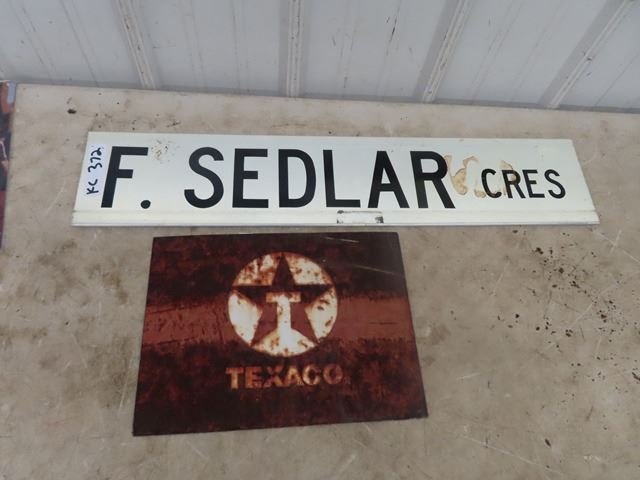 KC 372
F. SEDLAR CRES
T
TEXACO